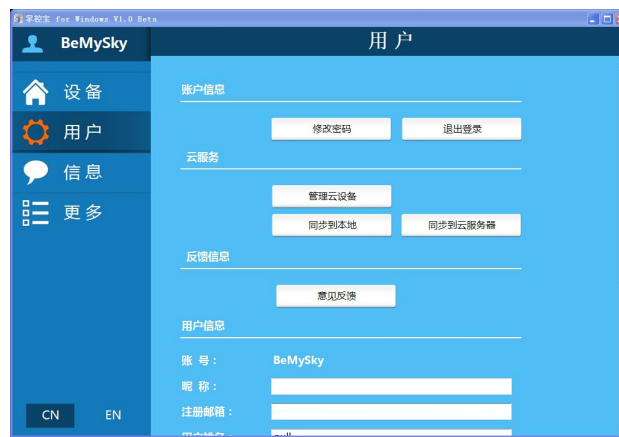 掌控宝 for Windows V1.0 Beta
BeMySky
用 户
设 备
用 户
信 息
更 多
CN
EN
账户信息
修改密码
退出登录
云服务
管理云设备
同步到本地
同步到云服务器
反馈信息
意见反馈
用户信息
账 号：
BeMySky
昵 称：
注册邮箱：